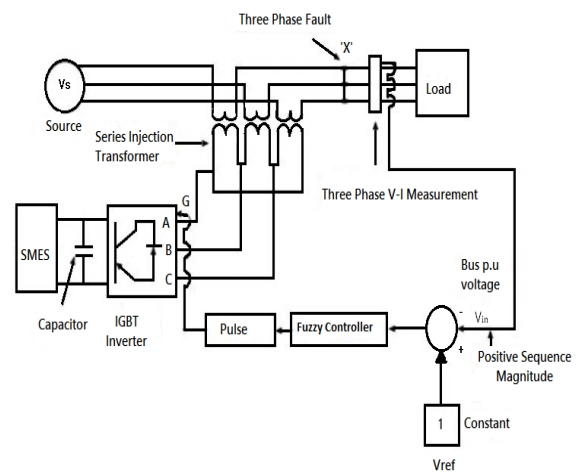 Three Phase Fault
'X'
Vs
Load
Source
Series Injection
Transformer
Three Phase V-I Measurement
G
A
SMES
B
C
Bus p.u
voltage
Capacitor
IGBT
Inverter
Pulse
Fuzzy Controller
-
Vin
+
Positive Sequence
Magnitude
1
Constant
Vref